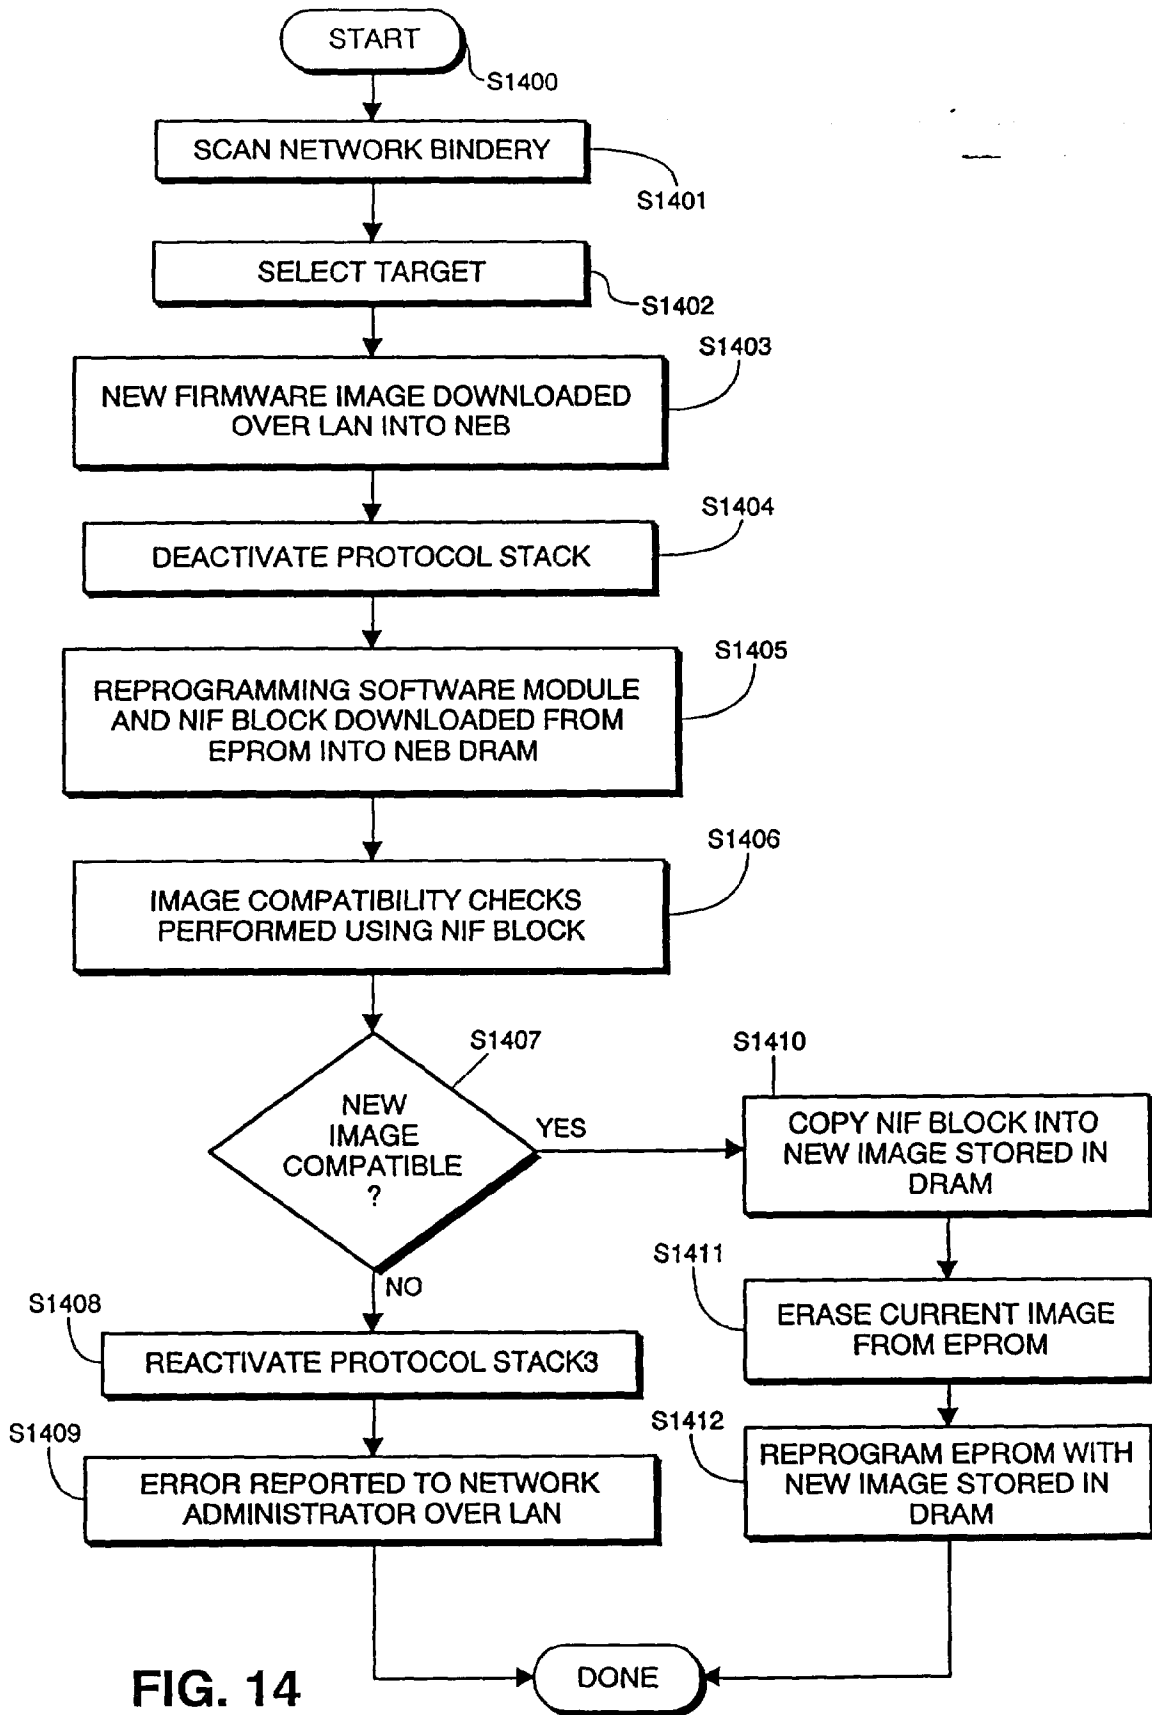 START
S1400
SCAN NETWORK BINDERY
S1401
SELECT TARGET
S1402
S1403
NEW FIRMWARE IMAGE DOWNLOADED
OVER LAN INTO NEB
S1404
DEACTIVATE PROTOCOL STACK
S1405
REPROGRAMMING SOFTWARE MODULE
AND NIF BLOCK DOWNLOADED FROM
EPROM INTO NEB DRAM
S1406
IMAGE COMPATIBILITY CHECKS
PERFORMED USING NIF BLOCK
S1407
NEW
IMAGE
COMPATIBLE
?
YES
NO
S1410
COPY NIF BLOCK INTO
NEW IMAGE STORED IN
DRAM
S1411
ERASE CURRENT IMAGE
FROM EPROM
S1412
REPROGRAM EPROM WITH
NEW IMAGE STORED IN
DRAM
S1408
REACTIVATE PROTOCOL STACK3
S1409
ERROR REPORTED TO NETWORK
ADMINISTRATOR OVER LAN
DONE
FIG. 14